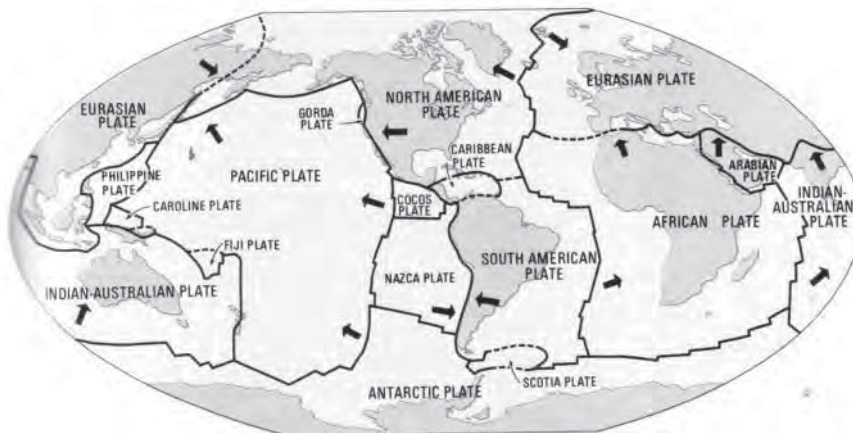 EURASIAN
PLATE
PHILIPPINE
PLATE
CAROLINE PLATE
FIJI PLATE
INDIAN-AUSTRALIAN PLATE
PACIFIC PLATE
GORDA
PLATE
NORTH AMERICAN
PLATE
CARIBBEAN
PLATE
COCOS
PLATE
NAZCA PLATE
SOUTH AMERICAN
PLATE
ANTARCTIC PLATE
SCOTIA PLATE
EURASIAN PLATE
ARABIAN
PLATE
AFRICAN PLATE
INDIAN-
AUSTRALIAN
PLATE